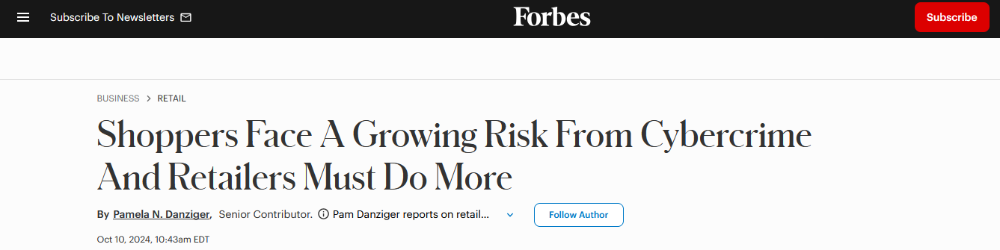 Subscribe To Newsletters
Forbes
Subscribe
BUSINESS > RETAIL
Shoppers Face A Growing Risk From Cybercrime
And Retailers Must Do More
By Pamela N. Danziger, Senior Contributor. Pam Danziger reports on retail...
Follow Author
Oct 10, 2024, 10:43am EDT